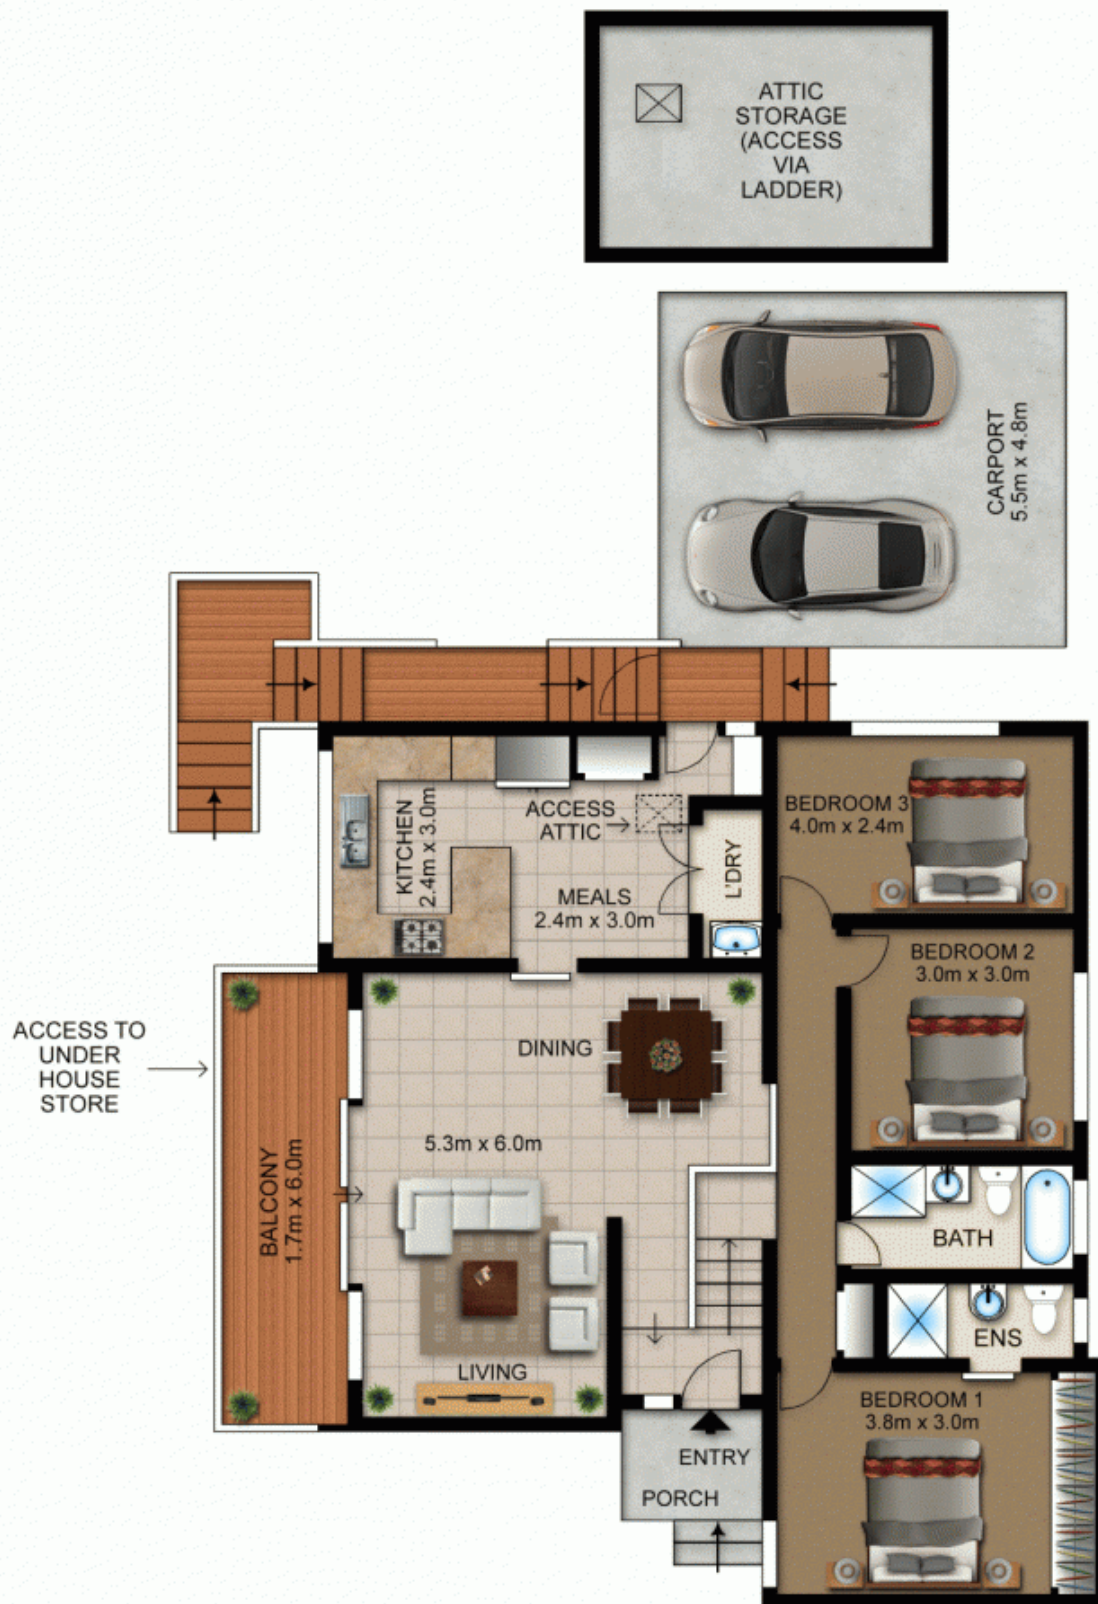 ATTIC
STORAGE
(ACCESS
VIA
LADDER)
CARPORT
5.5m x 4.8m
KITCHEN
2.4m x 3.0m
ACCESS
ATTIC
MEALS
2.4m x 3.0m
L'DRY
BEDROOM 3
4.0m x 2.4m
BEDROOM 2
3.0m x 3.0m
ACCESS TO
UNDER
HOUSE
STORE
BALCONY
1.7m x 6.0m
DINING
5.3m x 6.0m
LIVING
BATH
ENS
BEDROOM 1
3.8m x 3.0m
ENTRY
PORCH